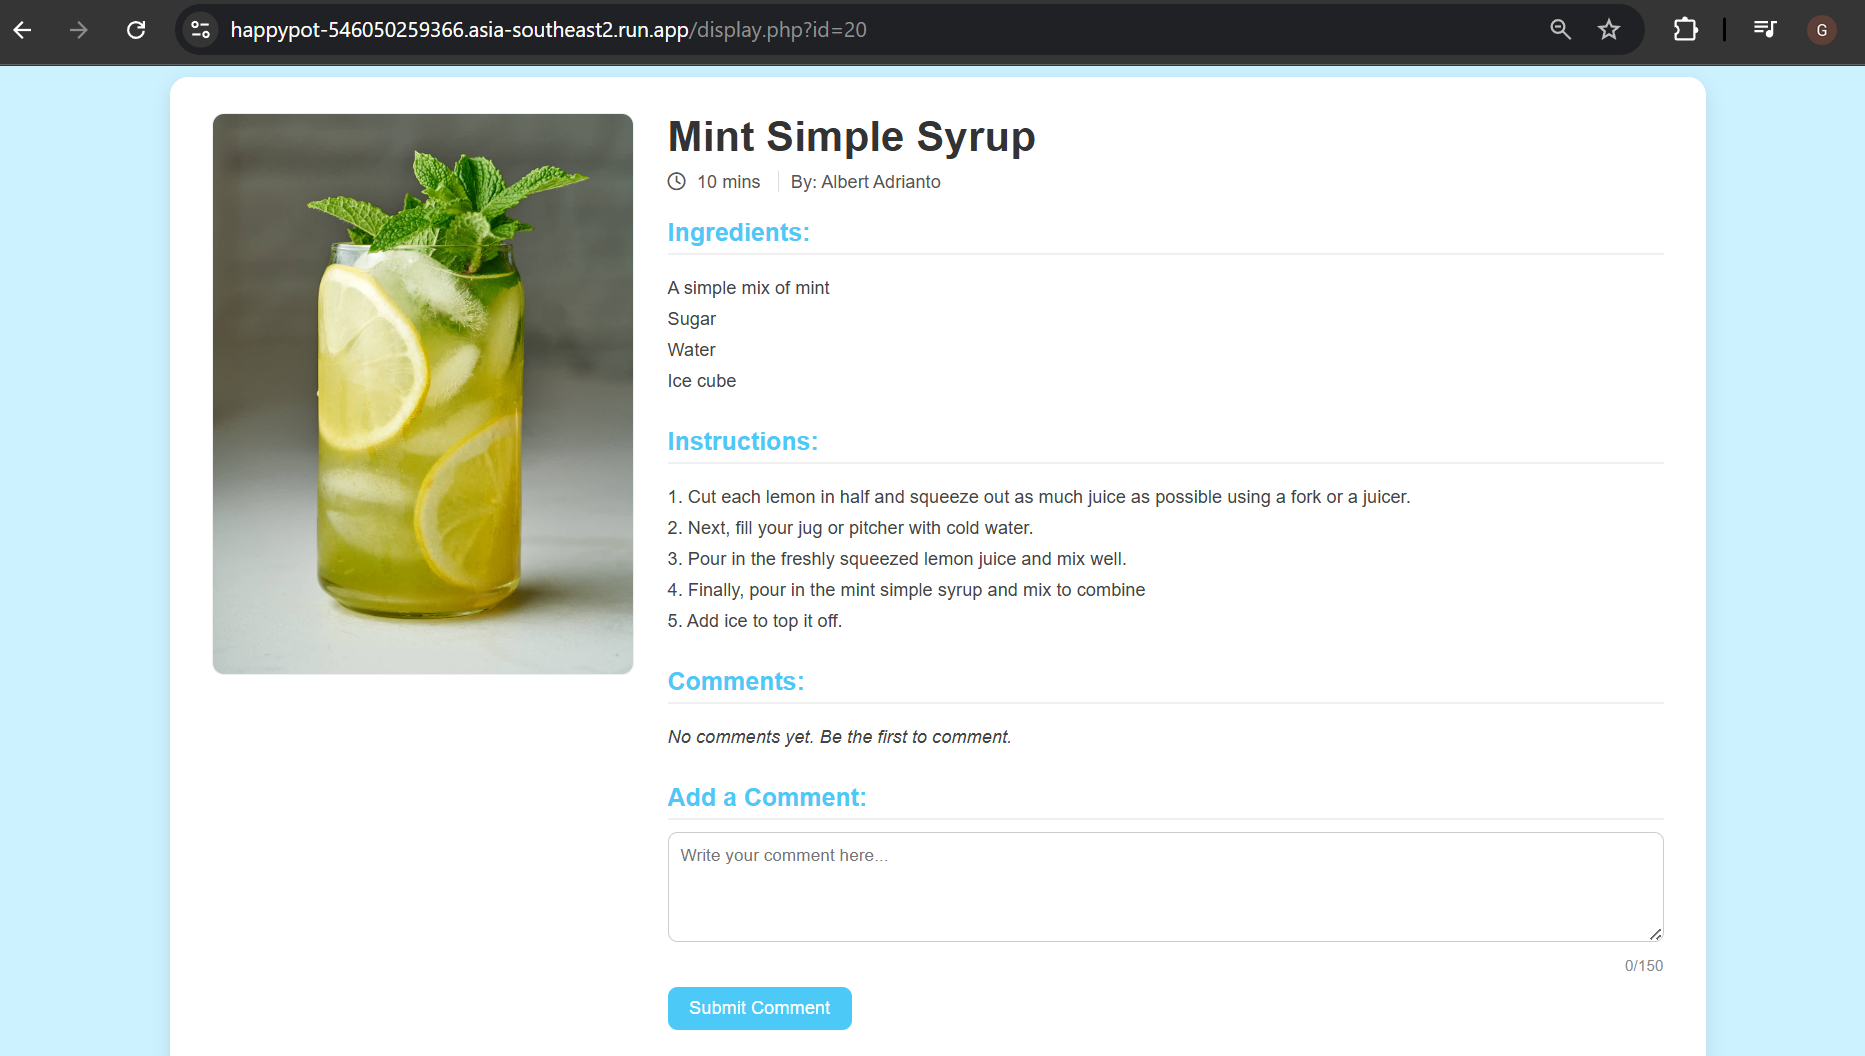 happypot-546050259366.asia-southeast2.run.app/display.php?id=20
G
Mint Simple Syrup
10 mins
By: Albert Adrianto
Ingredients:
A simple mix of mint
Sugar
Water
Ice cube
Instructions:
1. Cut each lemon in half and squeeze out as much juice as possible using a fork or a juicer.
2. Next, fill your jug or pitcher with cold water.
3. Pour in the freshly squeezed lemon juice and mix well.
4. Finally, pour in the mint simple syrup and mix to combine
5. Add ice to top it off.
Comments:
No comments yet. Be the first to comment.
Add a Comment:
Write your comment here...
0/150
Submit Comment